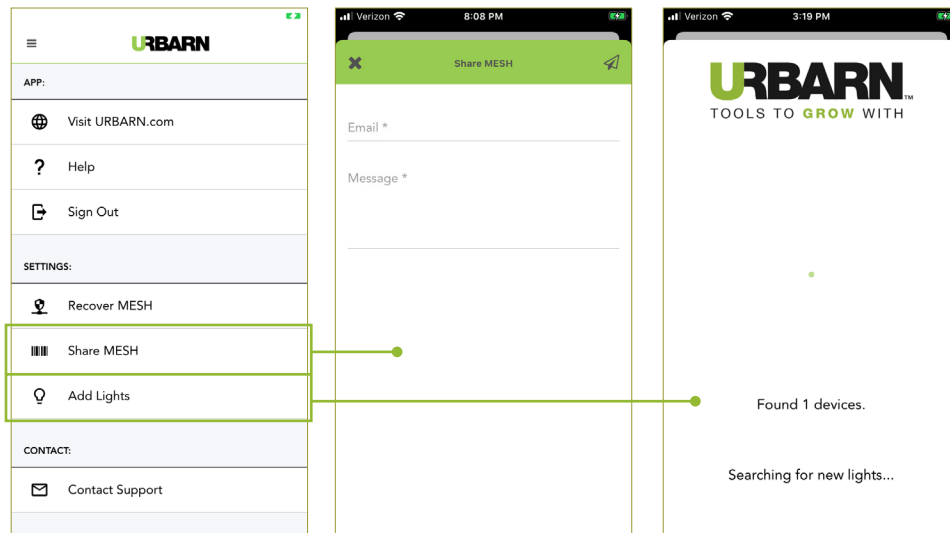 URBARN
APP:
Visit URBARN.com
? Help
Sign Out
SETTINGS:
Recover MESH
Share MESH
Add Lights
CONTACT:
Contact Support
Verizon 8:08 PM
Share MESH
Email *
Message *
Verizon 3:19 PM
URBARN™
TOOLS TO GROW WITH
Found 1 devices.
Searching for new lights...